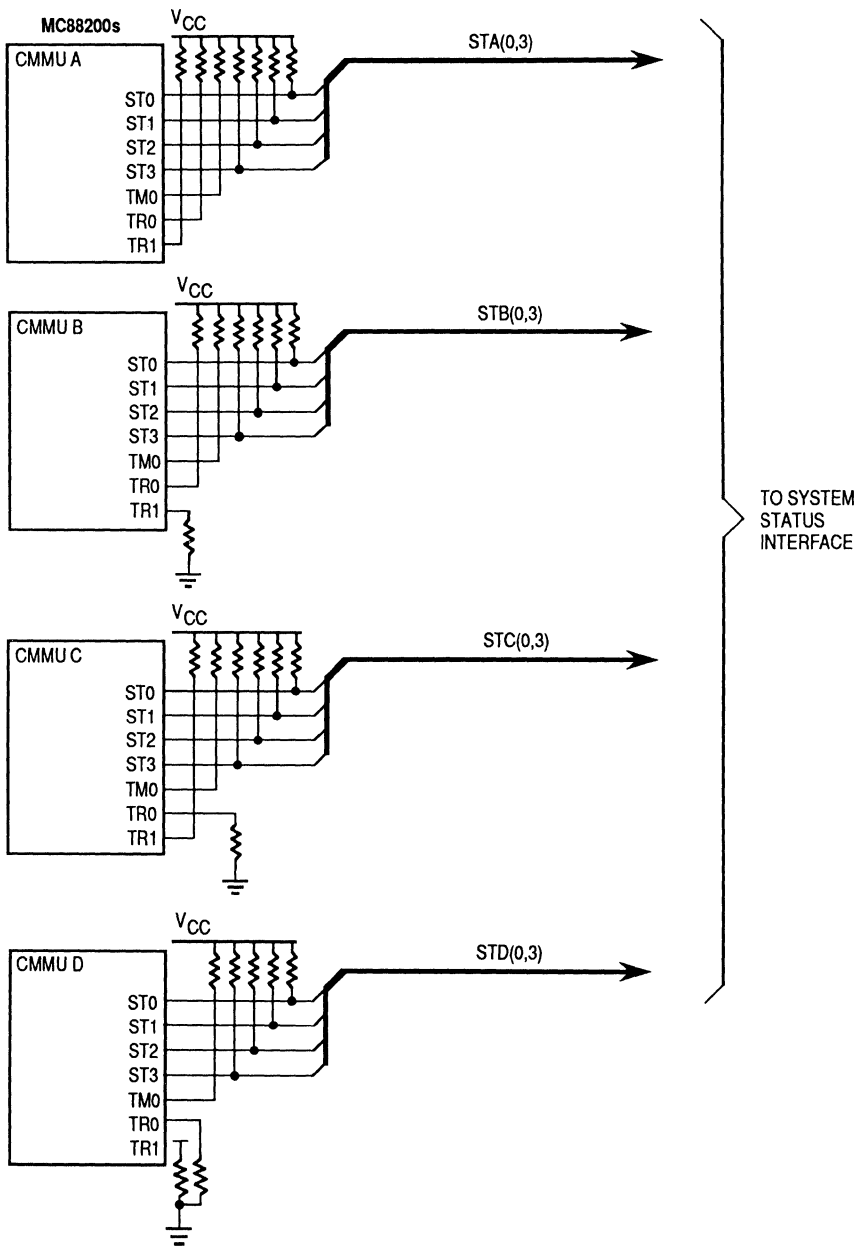 MC88200s
VCC
CMMU A
ST0
ST1
ST2
ST3
TM0
TR0
TR1
STA(0,3)
VCC
CMMU B
ST0
ST1
ST2
ST3
TM0
TR0
TR1
STB(0,3)
TO SYSTEM
STATUS
INTERFACE
VCC
CMMU C
ST0
ST1
ST2
ST3
TM0
TR0
TR1
STC(0,3)
VCC
CMMU D
ST0
ST1
ST2
ST3
TM0
TR0
TR1
STD(0,3)